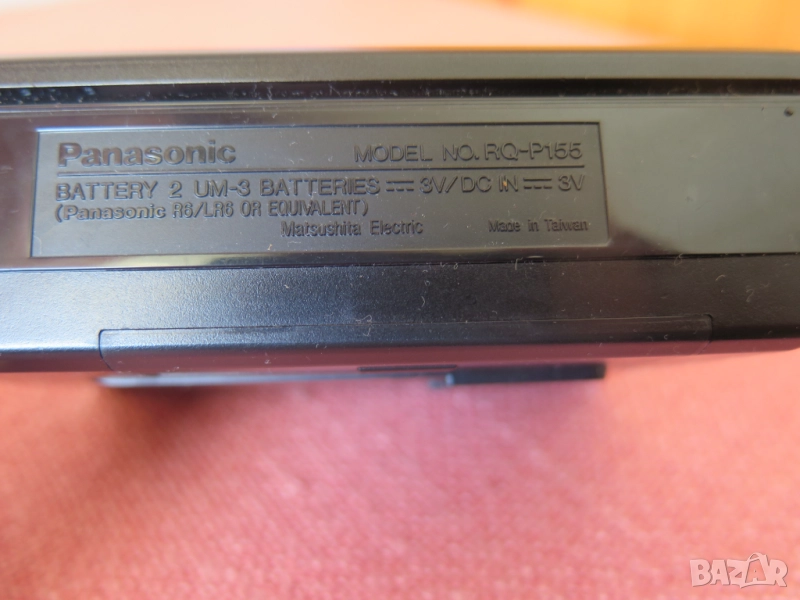 Panasonic MODEL NO. RQ-P155
BATTERY 2 UM-3 BATTERIES ⎓ 3V/DC IN ⎓ 3V
(Panasonic R6/LR6 OR EQUIVALENT)
Matsushita Electric Made in Taiwan
BAZAR